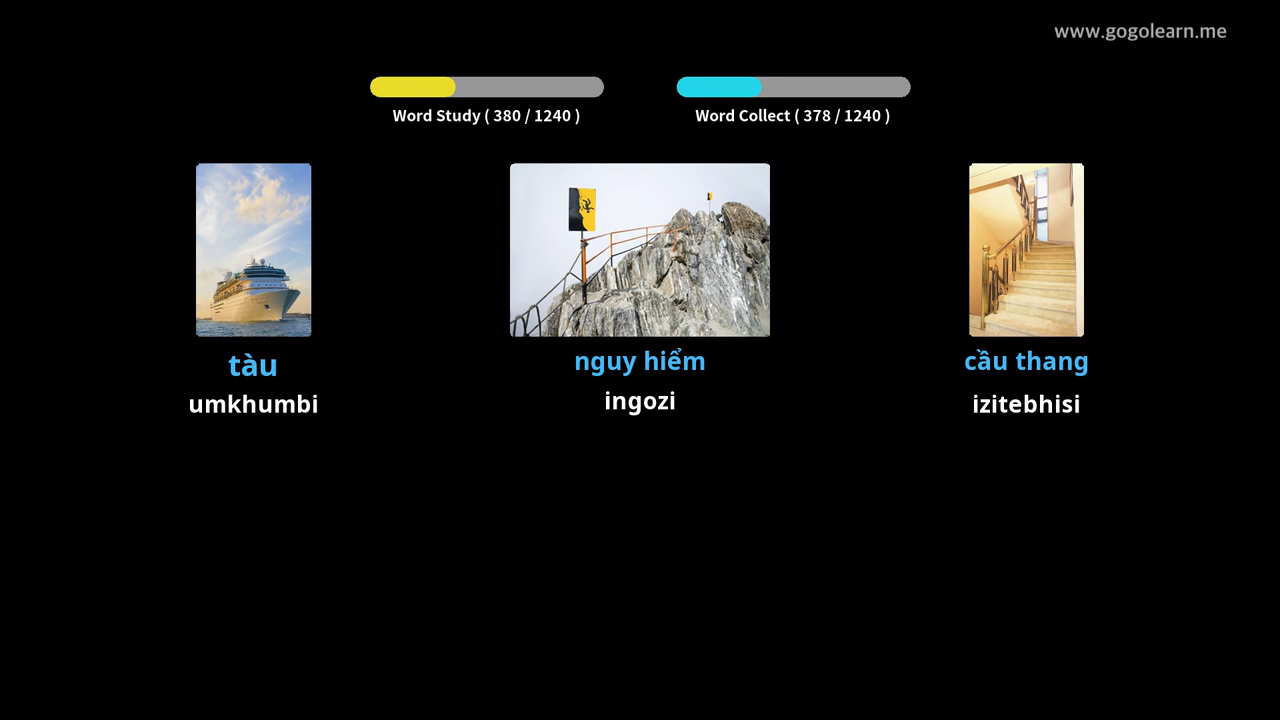 www.gogolearn.me
Word Study ( 380 / 1240 )
Word Collect ( 378 / 1240 )
tàu
umkhumbi
nguy hiểm
ingozi
cầu thang
izitebhisi